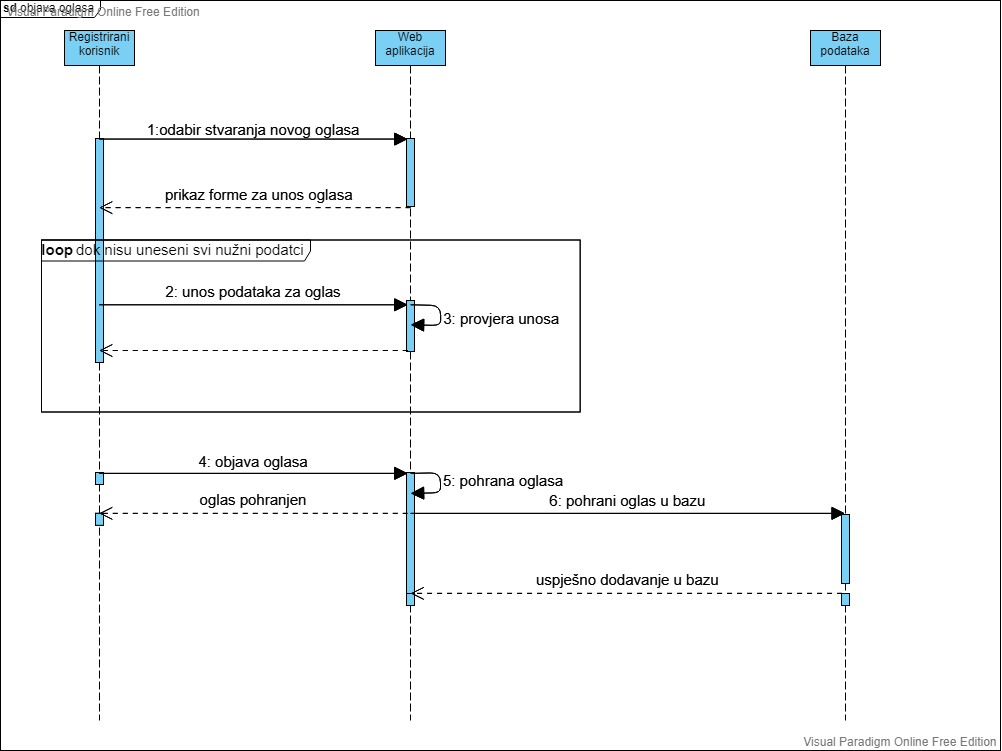 sd objava oglasa
Visual Paradigm Online Free Edition
Registrirani
korisnik
Web
aplikacija
Baza
podataka
1:odabir stvaranja novog oglasa
prikaz forme za unos oglasa
loop dok nisu uneseni svi nužni podatci
2: unos podataka za oglas
3: provjera unosa
4: objava oglasa
5: pohrana oglasa
oglas pohranjen
6: pohrani oglas u bazu
uspješno dodavanje u bazu
Visual Paradigm Online Free Edition